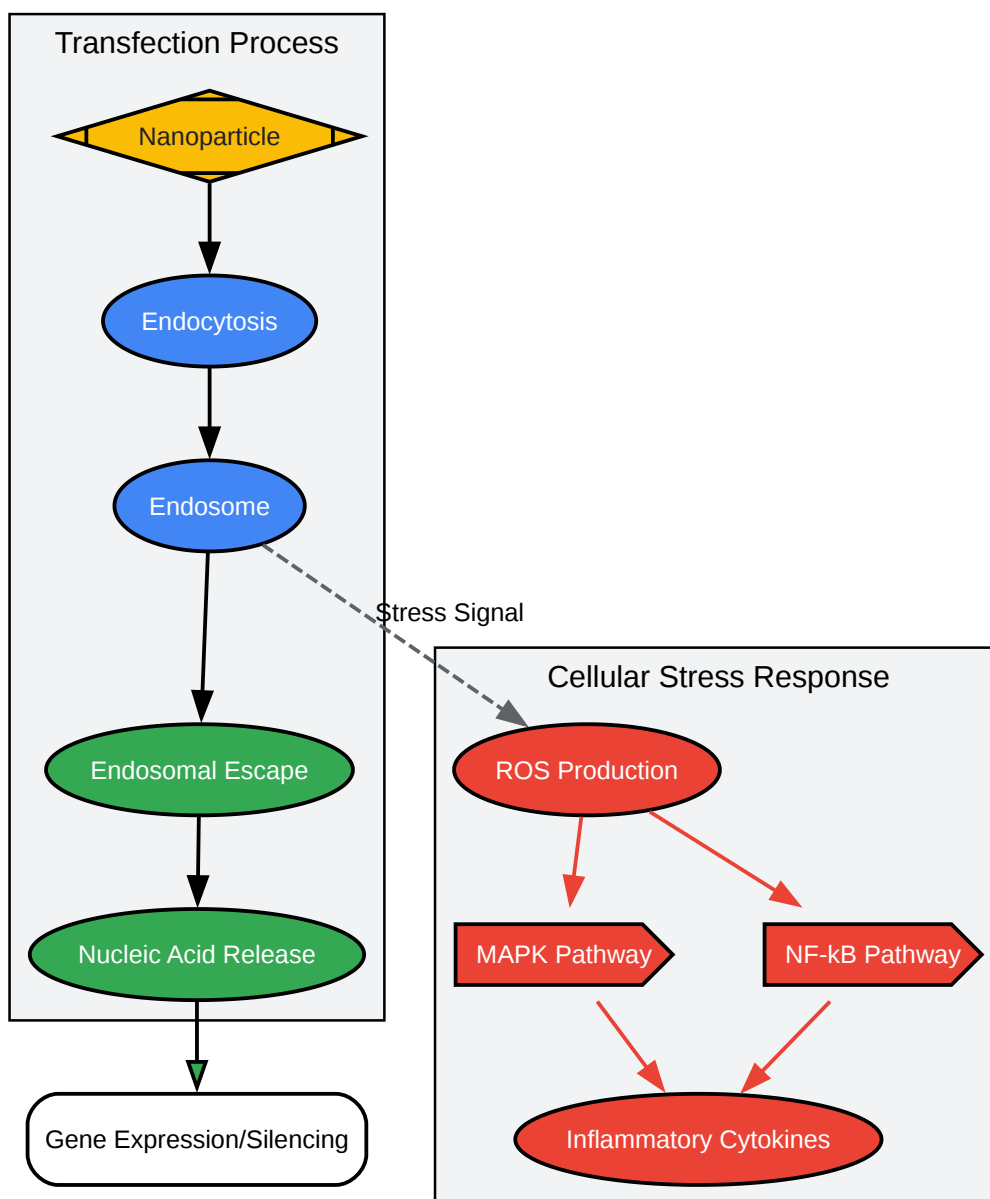 Transfection Process
Nanoparticle
Endocytosis
Endosome
Stress Signal
Cellular Stress Response
Endosomal Escape
ROS Production
Nucleic Acid Release
MAPK Pathway
NF-kB Pathway
Gene Expression/Silencing
Inflammatory Cytokines